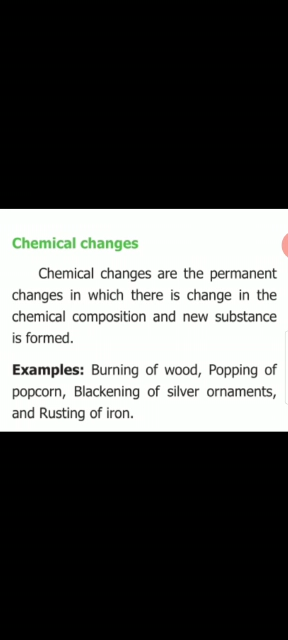 Chemical changes
Chemical changes are the permanent
changes in which there is change in the
chemical composition and new substance
is formed.
Examples: Burning of wood, Popping of
popcorn, Blackening of silver ornaments,
and Rusting of iron.